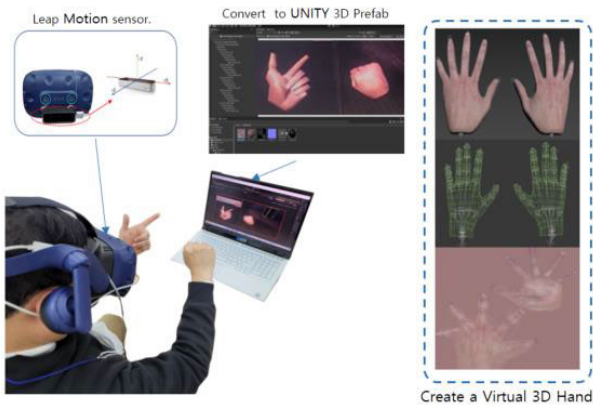 Leap Motion sensor.
Convert to UNITY 3D Prefab
Create a Virtual 3D Hand